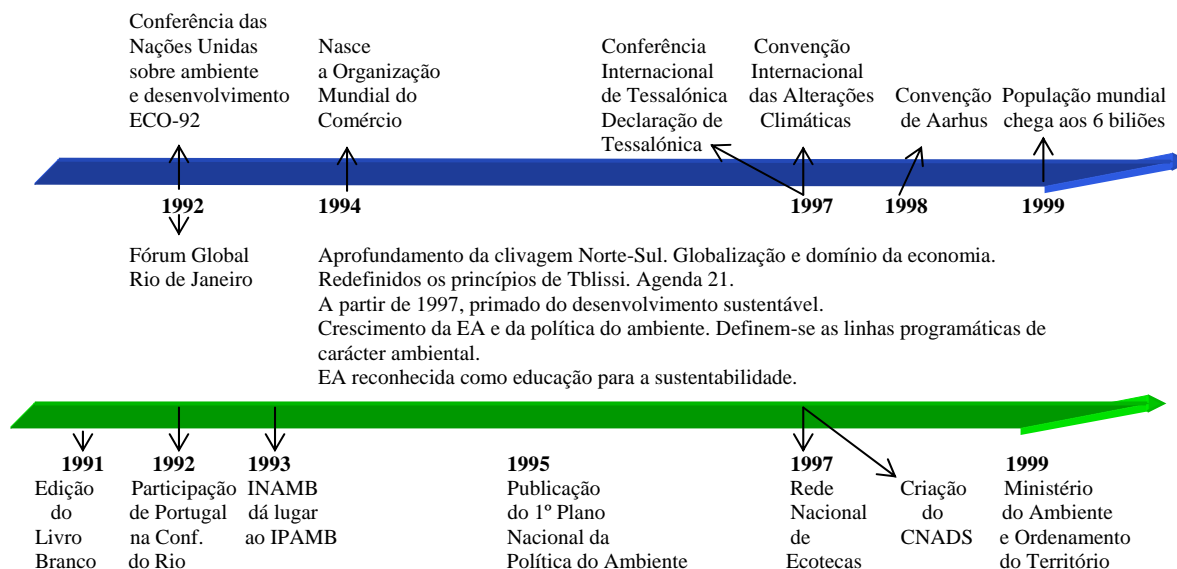 Conferência das
Nações Unidas
sobre ambiente
e desenvolvimento
ECO-92
Nasce
a Organização
Mundial do
Comércio
Conferência
Internacional
de Tessalónica
Declaração de
Tessalónica
Convenção
Internacional
das Alterações
Climáticas
Convenção
de Aarhus
População mundial
chega aos 6 biliões
1992
1994
1997
1998
1999
Fórum Global
Rio de Janeiro
Aprofundamento da clivagem Norte-Sul. Globalização e domínio da economia.
Redefinidos os princípios de Tblissi. Agenda 21.
A partir de 1997, primado do desenvolvimento sustentável.
Crescimento da EA e da política do ambiente. Definem-se as linhas programáticas de
carácter ambiental.
EA reconhecida como educação para a sustentabilidade.
1991
Edição
do
Livro
Branco
1992
Participação
de Portugal
na Conf.
do Rio
1993
INAMB
dá lugar
ao IPAMB
1995
Publicação
do 1º Plano
Nacional da
Política do Ambiente
1997
Rede
Nacional
de
Ecotecas
Criação
do
CNADS
1999
Ministério
do Ambiente
e Ordenamento
do Território